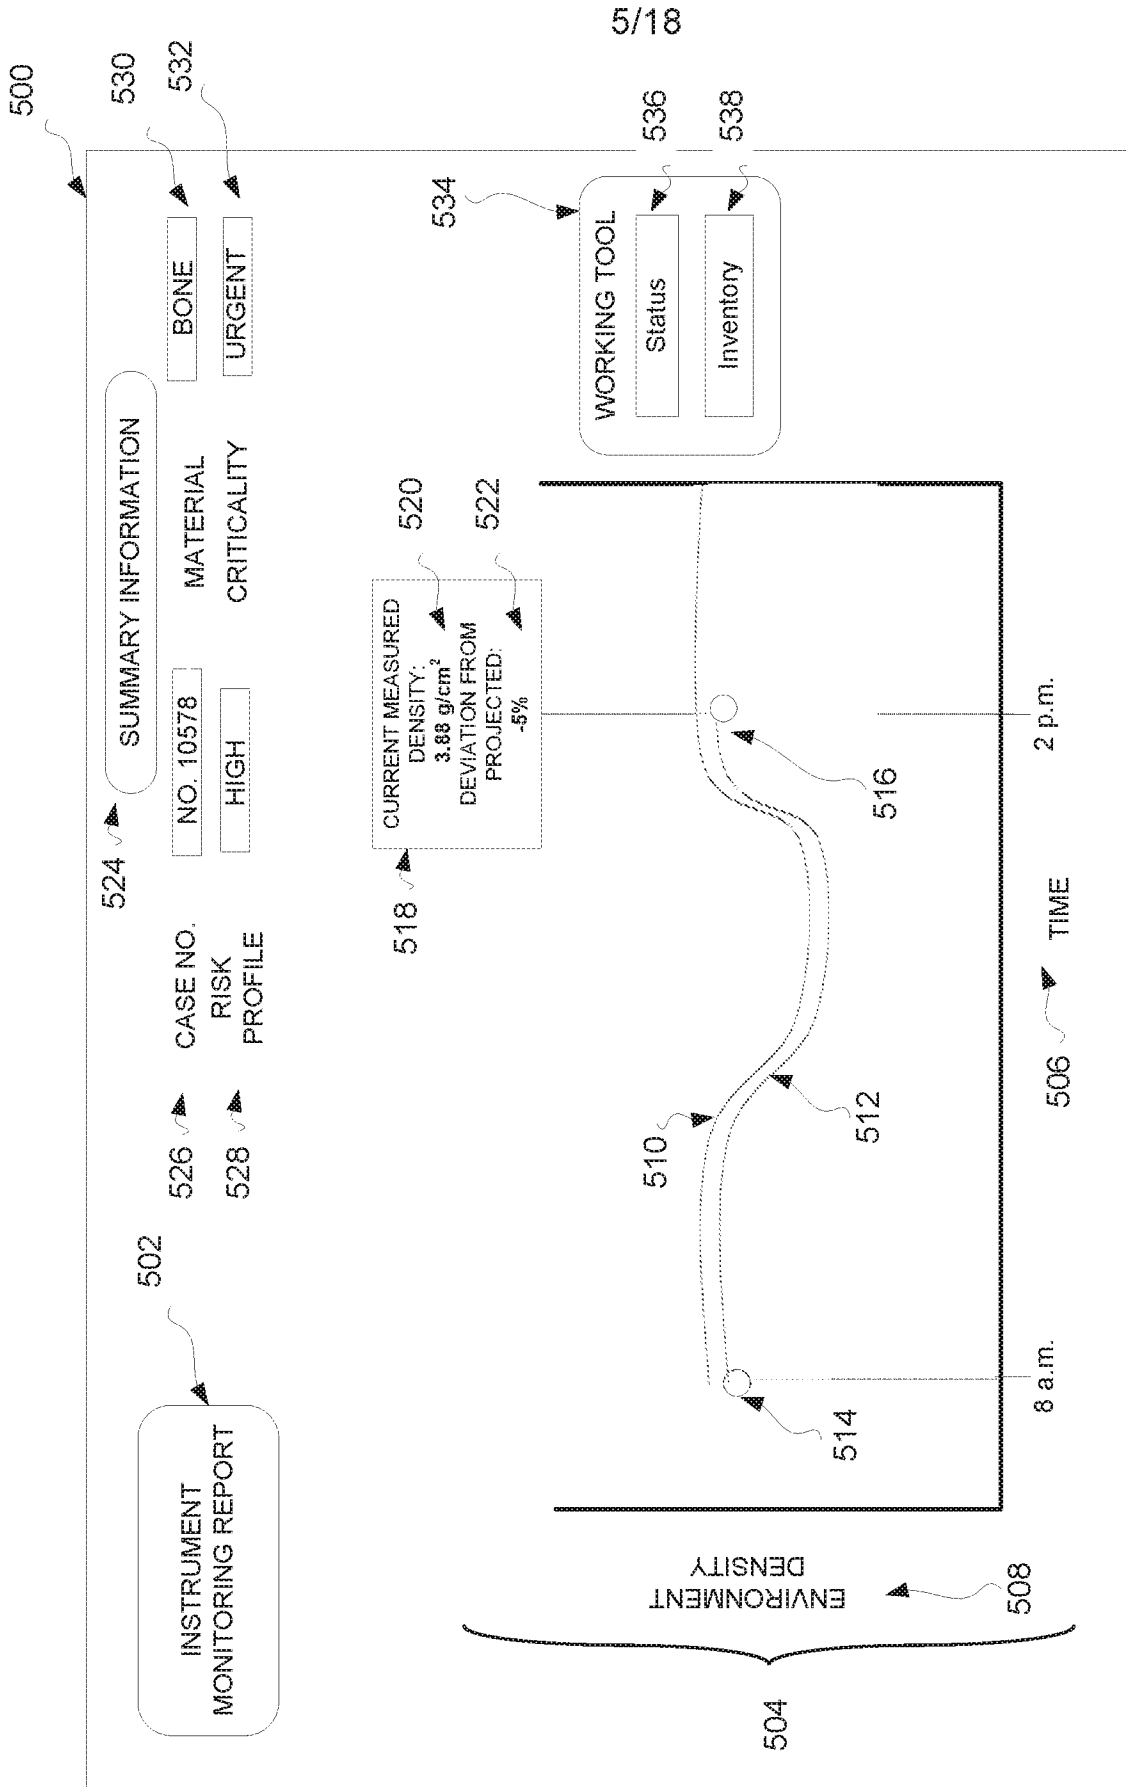 5/18
500
502
INSTRUMENT
MONITORING REPORT
524
SUMMARY INFORMATION
526
CASE NO.
NO. 10578
MATERIAL
BONE
530
528
RISK
PROFILE
HIGH
CRITICALITY
URGENT
532
518
CURRENT MEASURED
DENSITY:
3.88 g/cm²
DEVIATION FROM
PROJECTED:
-5%
520
522
534
WORKING TOOL
Status
536
Inventory
538
504
ENVIRONMENT
DENSITY
508
510
512
514
516
8 a.m.
2 p.m.
506
TIME